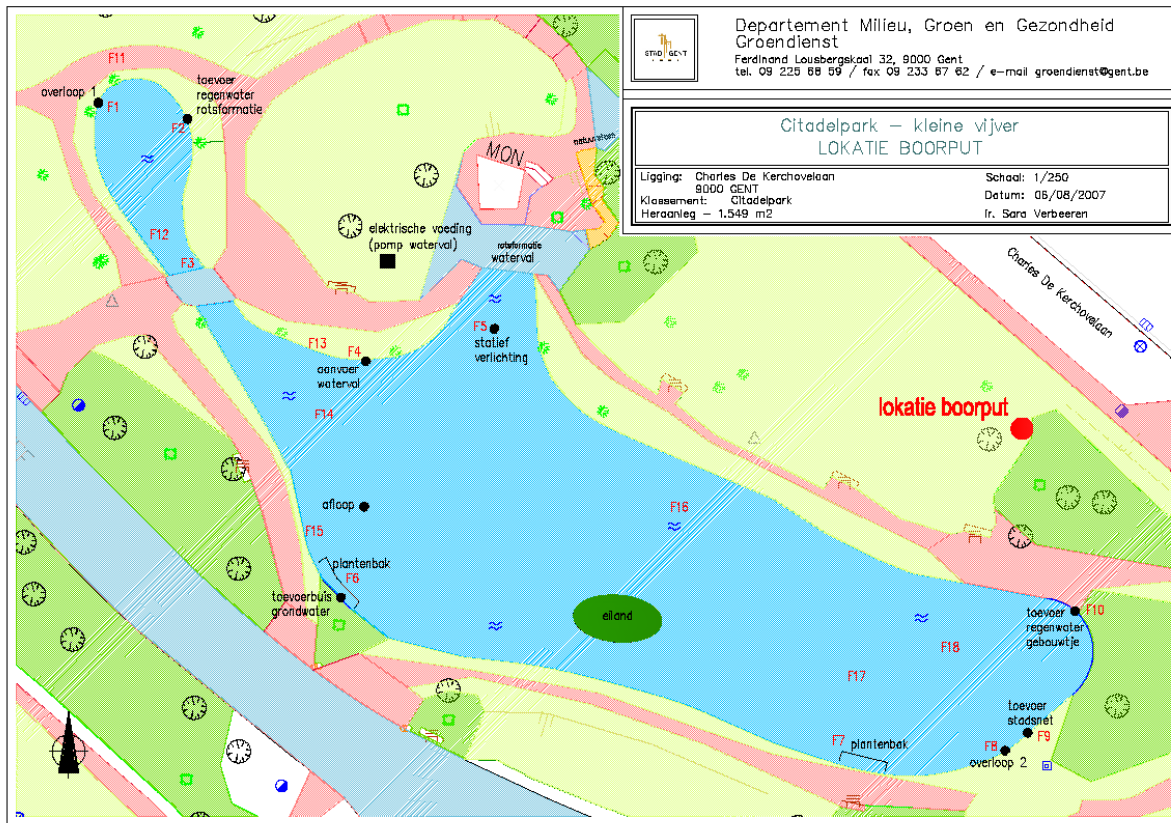 STAD GENT
Departement Milieu, Groen en Gezondheid
Groendienst
Ferdinand Lousbergskaai 32, 9000 Gent
tel. 09 225 68 59 / fax 09 233 67 62 / e-mail groendienst@gent.be
Citadelpark – kleine vijver
LOKATIE BOORPUT
Ligging: Charles De Kerchovelaan
9000 GENT
Klassement: Citadelpark
Heraanleg – 1.549 m2
Schaal: 1/250
Datum: 06/08/2007
Ir. Sara Verbeeren
F11
overloop 1
F1
toevoer
regenwater
rotsformatie
F2
F12
F3
MON
natuursteen
elektrische voeding
(pomp waterval)
rotsformatie
waterval
Charles De Kerchovelaan
F5
statief
verlichting
F13
F4
aanvoer
waterval
F14
lokatie boorput
afloop
F15
F16
plantenbak
F6
toevoerbuis
grondwater
eiland
F10
toevoer
regenwater
gebouwtje
F18
F17
toevoer
stadsnet
F9
F7
plantenbak
F8
overloop 2